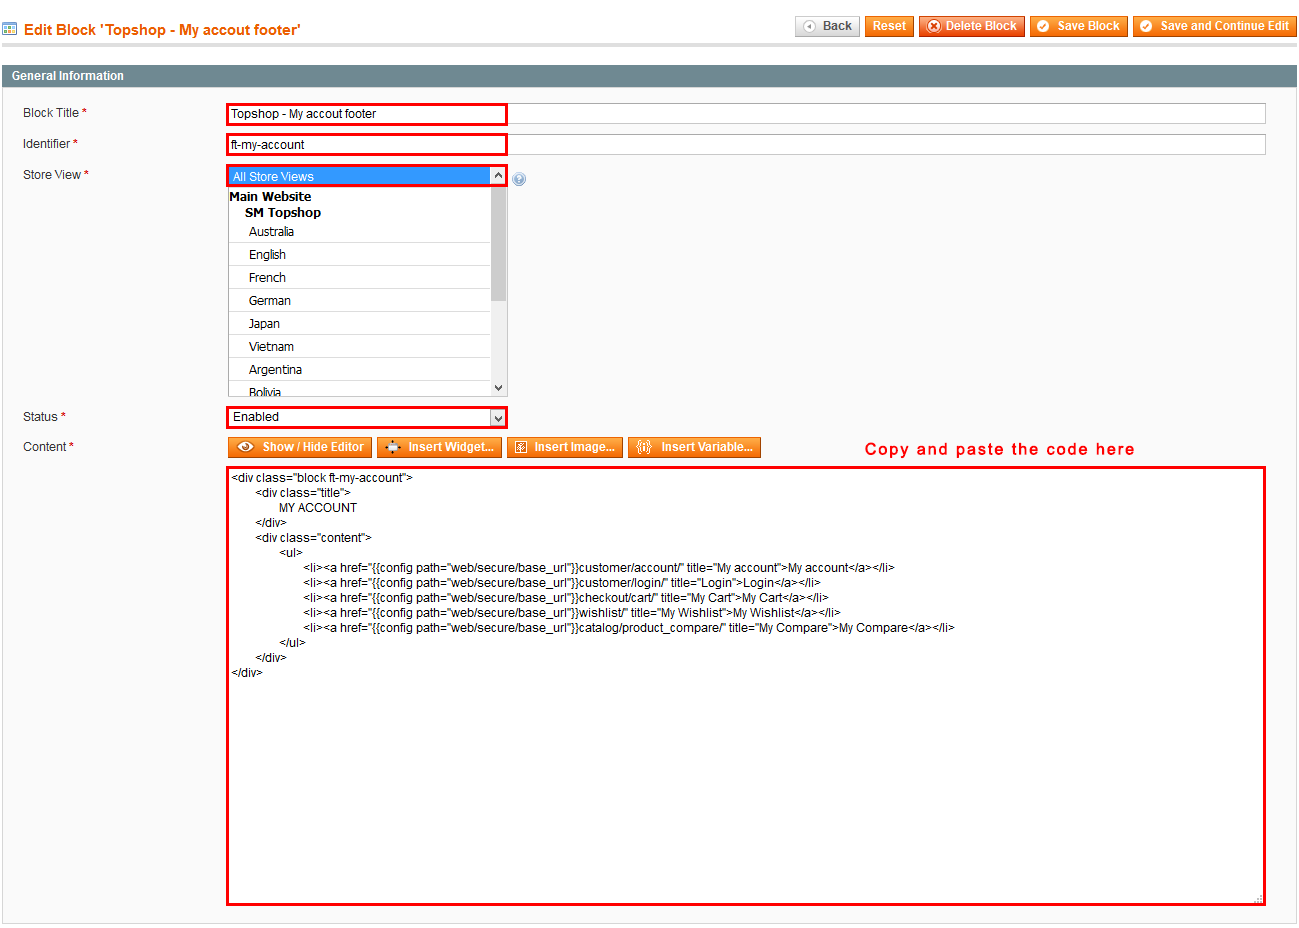 Edit Block 'Topshop - My accout footer'
Back Reset Delete Block Save Block Save and Continue Edit
General Information
Block Title *
Topshop - My accout footer
Identifier *
ft-my-account
Store View *
All Store Views
Main Website
SM Topshop
Australia
English
French
German
Japan
Vietnam
Argentina
Bolivia
Status *
Enabled
Content *
Show / Hide Editor Insert Widget... Insert Image... Insert Variable...
Copy and paste the code here
<div class="block ft-my-account">
<div class="title">
MY ACCOUNT
</div>
<div class="content">
<ul>
<li><a href="{{config path="web/secure/base_url"}}customer/account/" title="My account">My account</a></li>
<li><a href="{{config path="web/secure/base_url"}}customer/login/" title="Login">Login</a></li>
<li><a href="{{config path="web/secure/base_url"}}checkout/cart/" title="My Cart">My Cart</a></li>
<li><a href="{{config path="web/secure/base_url"}}wishlist/" title="My Wishlist">My Wishlist</a></li>
<li><a href="{{config path="web/secure/base_url"}}catalog/product_compare/" title="My Compare">My Compare</a></li>
</ul>
</div>
</div>